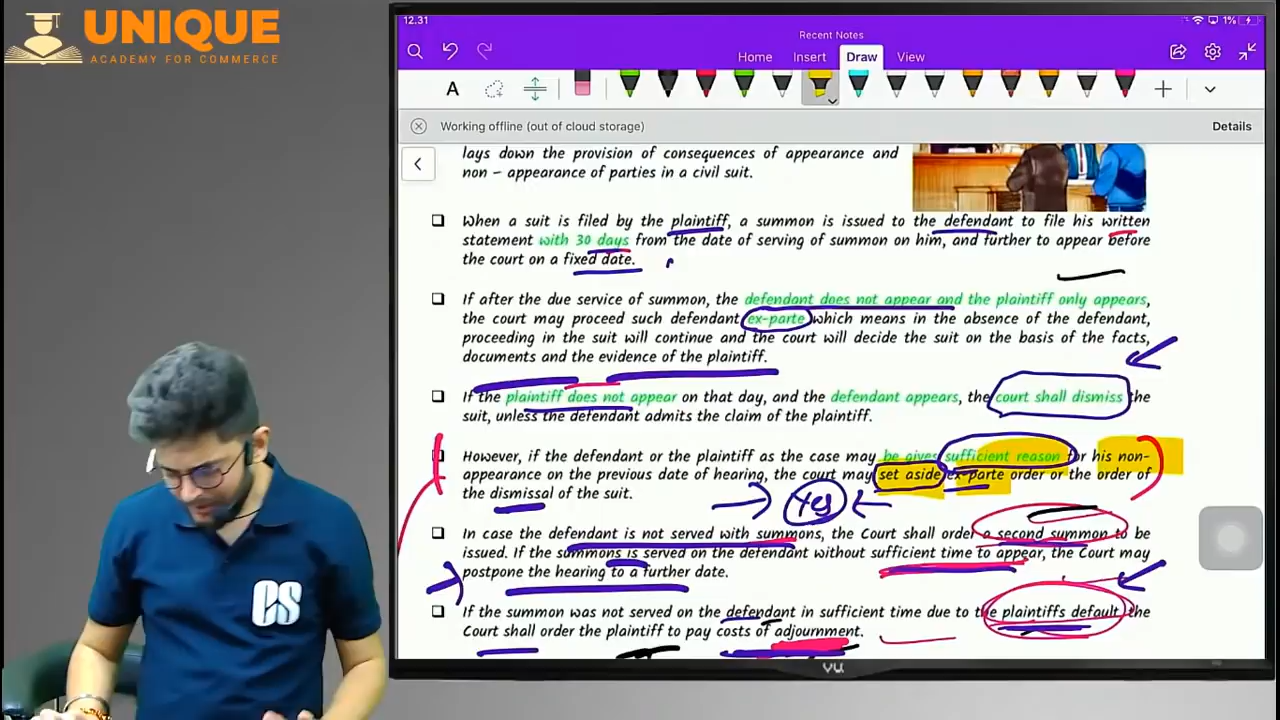 UNIQUE
ACADEMY FOR COMMERCE
12.31
1%
Recent Notes
Home Insert Draw View
A
Working offline (out of cloud storage)
Details
lays down the provision of consequences of appearance and
non – appearance of parties in a civil suit.
When a suit is filed by the plaintiff, a summon is issued to the defendant to file his written
statement with 30 days from the date of serving of summon on him, and further to appear before
the court on a fixed date.
If after the due service of summon, the defendant does not appear and the plaintiff only appears,
the court may proceed such defendant ex-parte which means in the absence of the defendant,
proceeding in the suit will continue and the court will decide the suit on the basis of the facts,
documents and the evidence of the plaintiff.
If the plaintiff does not appear on that day, and the defendant appears, the court shall dismiss the
suit, unless the defendant admits the claim of the plaintiff.
However, if the defendant or the plaintiff as the case may be gives sufficient reason for his non-
appearance on the previous date of hearing, the court may set aside ex-parte order or the order of
the dismissal of the suit.
Yes
In case the defendant is not served with summons, the Court shall order a second summon to be
issued. If the summons is served on the defendant without sufficient time to appear, the Court may
postpone the hearing to a further date.
If the summon was not served on the defendant in sufficient time due to the plaintiffs default the
Court shall order the plaintiff to pay costs of adjournment.
CS
VU